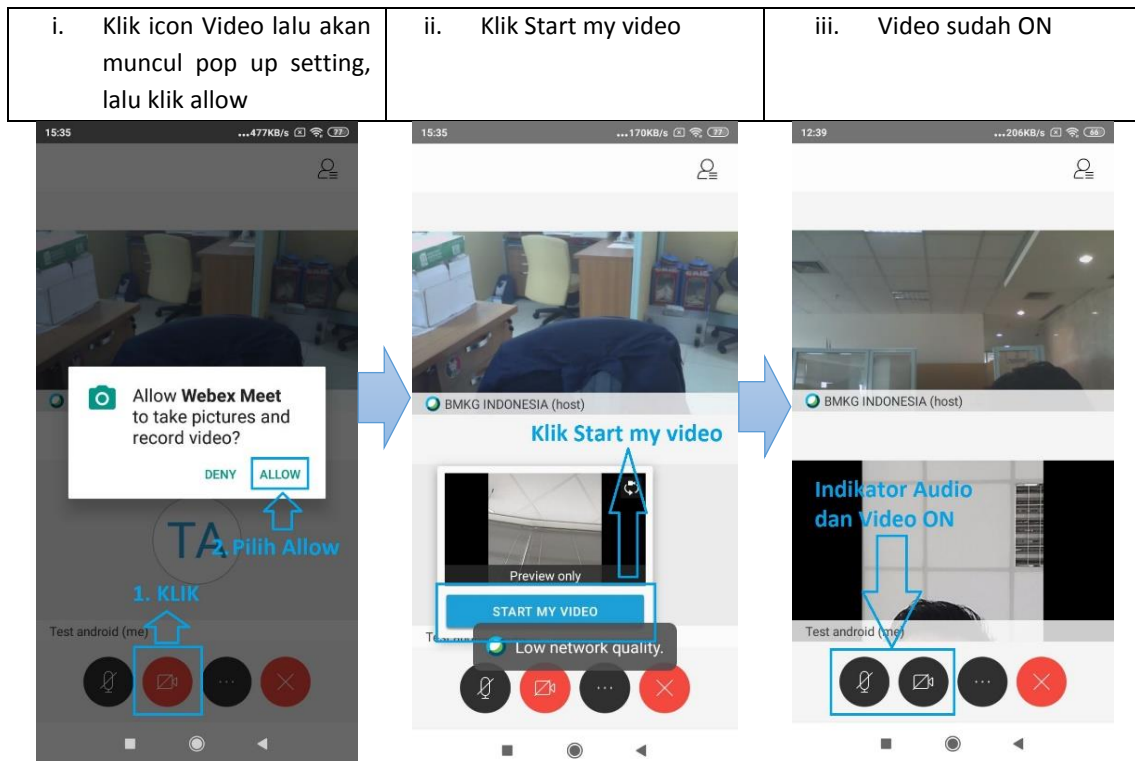 i. Klik icon Video lalu akan
muncul pop up setting,
lalu klik allow
ii. Klik Start my video
iii. Video sudah ON
15:35
...477KB/s
77
Allow Webex Meet
to take pictures and
record video?
DENY ALLOW
TA
2. Pilih Allow
1. KLIK
Test android (me)
15:35
...170KB/s
77
BMKG INDONESIA (host)
Klik Start my video
Preview only
START MY VIDEO
Low network quality.
12:39
...206KB/s
66
BMKG INDONESIA (host)
Indikator Audio
dan Video ON
Test android (me)